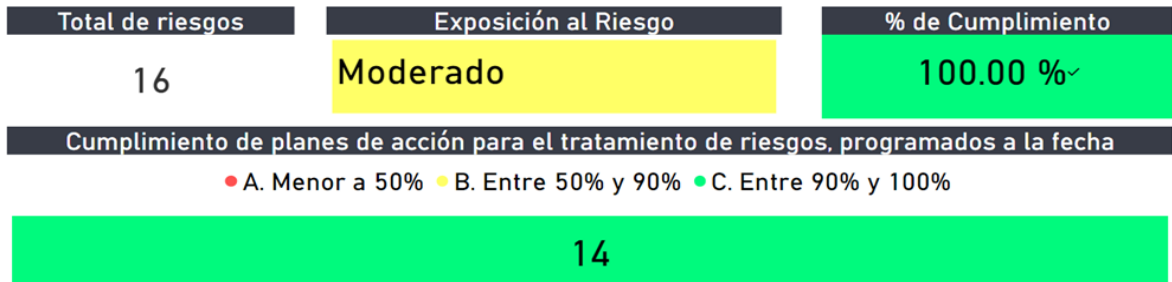 Total de riesgos
Exposición al Riesgo
% de Cumplimiento
16
Moderado
100.00 %✓
Cumplimiento de planes de acción para el tratamiento de riesgos, programados a la fecha
A. Menor a 50% B. Entre 50% y 90% C. Entre 90% y 100%
14